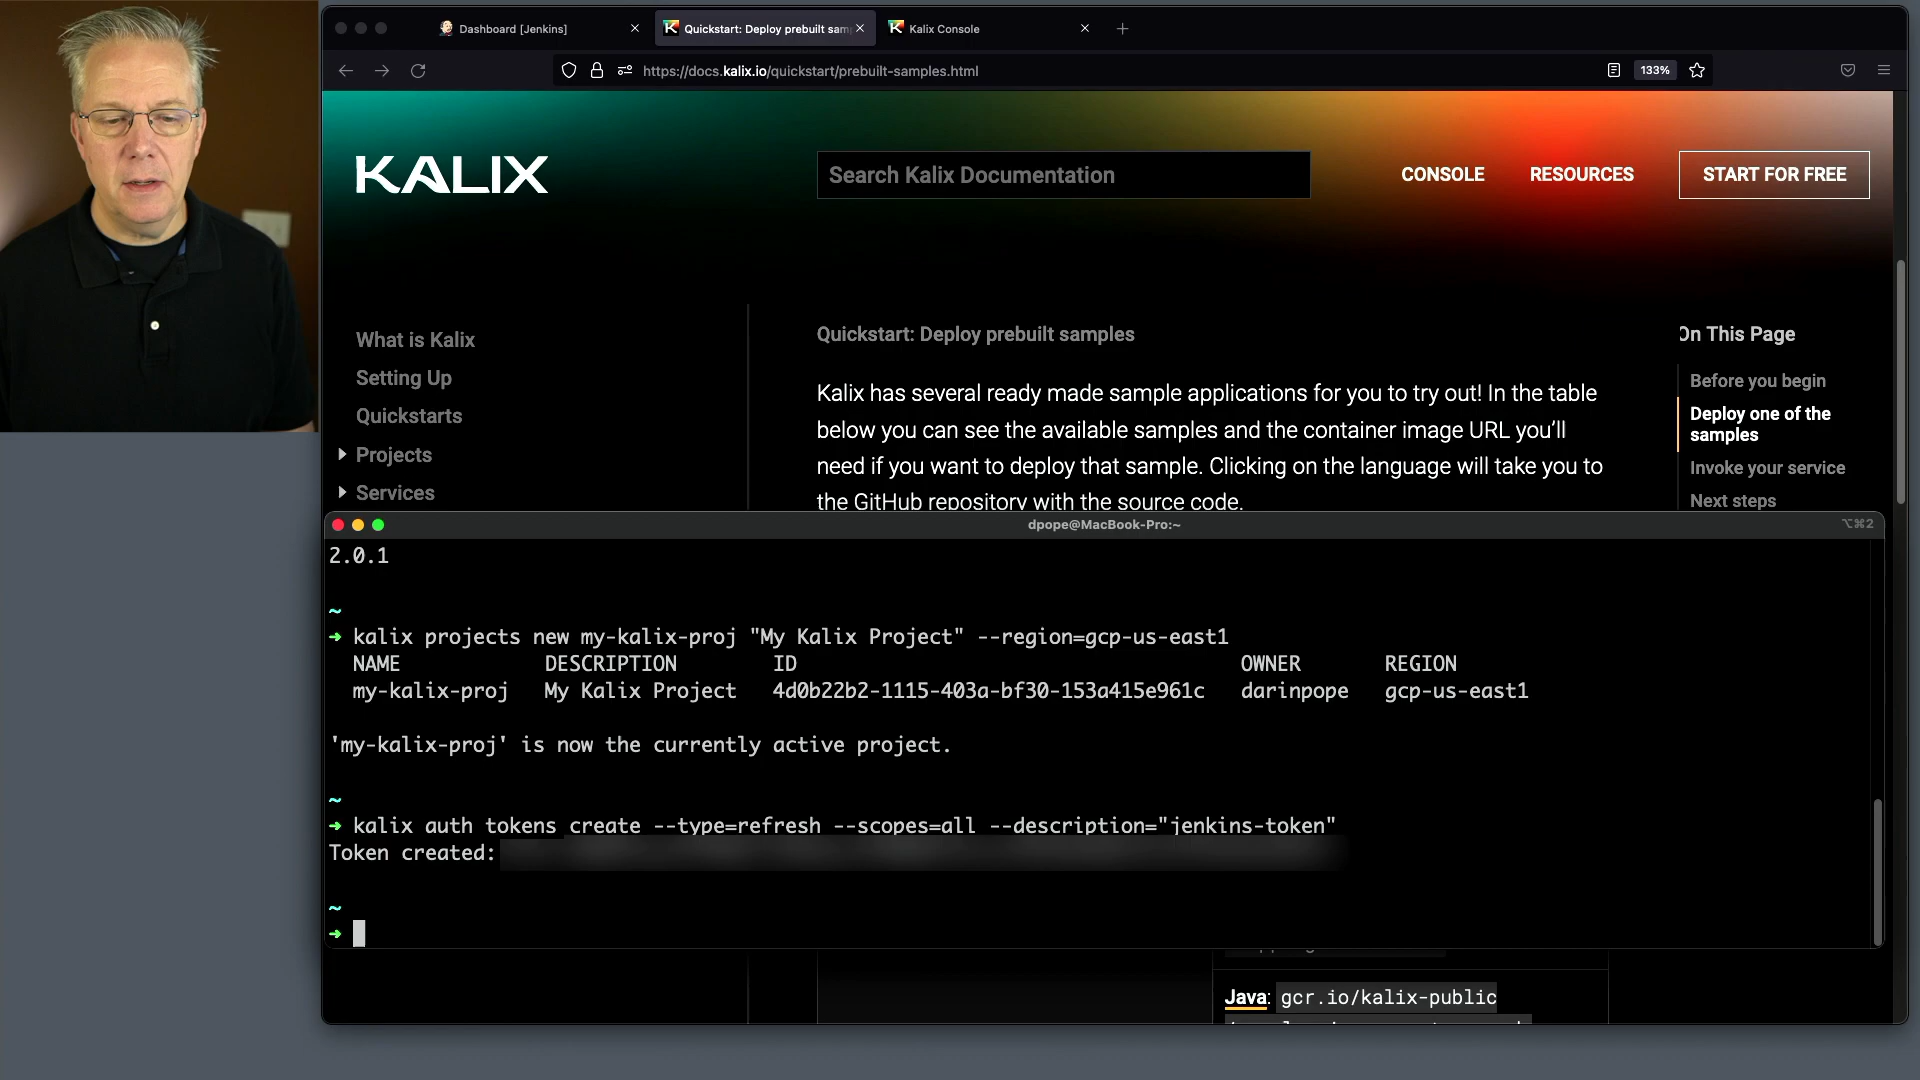 Dashboard [Jenkins]
Quickstart: Deploy prebuilt sam
Kalix Console
https://docs.kalix.io/quickstart/prebuilt-samples.html
133%
KALIX
Search Kalix Documentation
CONSOLE
RESOURCES
START FOR FREE
What is Kalix
Setting Up
Quickstarts
Projects
Services
Quickstart: Deploy prebuilt samples
Kalix has several ready made sample applications for you to try out! In the table
below you can see the available samples and the container image URL you’ll
need if you want to deploy that sample. Clicking on the language will take you to
the GitHub repository with the source code.
On This Page
Before you begin
Deploy one of the
samples
Invoke your service
Next steps
dpope@MacBook-Pro:~
⌥⌘2
2.0.1
~
➜ kalix projects new my-kalix-proj "My Kalix Project" --region=gcp-us-east1
NAME DESCRIPTION ID OWNER REGION
my-kalix-proj My Kalix Project 4d0b22b2-1115-403a-bf30-153a415e961c darinpope gcp-us-east1
'my-kalix-proj' is now the currently active project.
~
➜ kalix auth tokens create --type=refresh --scopes=all --description="jenkins-token"
Token created:
~
➜
Java: gcr.io/kalix-public